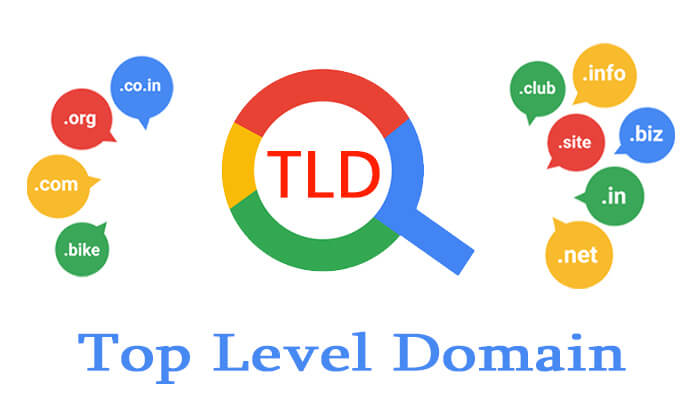 .co.in
.org
.com
.bike
TLD
.info
.club
.biz
.site
.in
.net
Top Level Domain